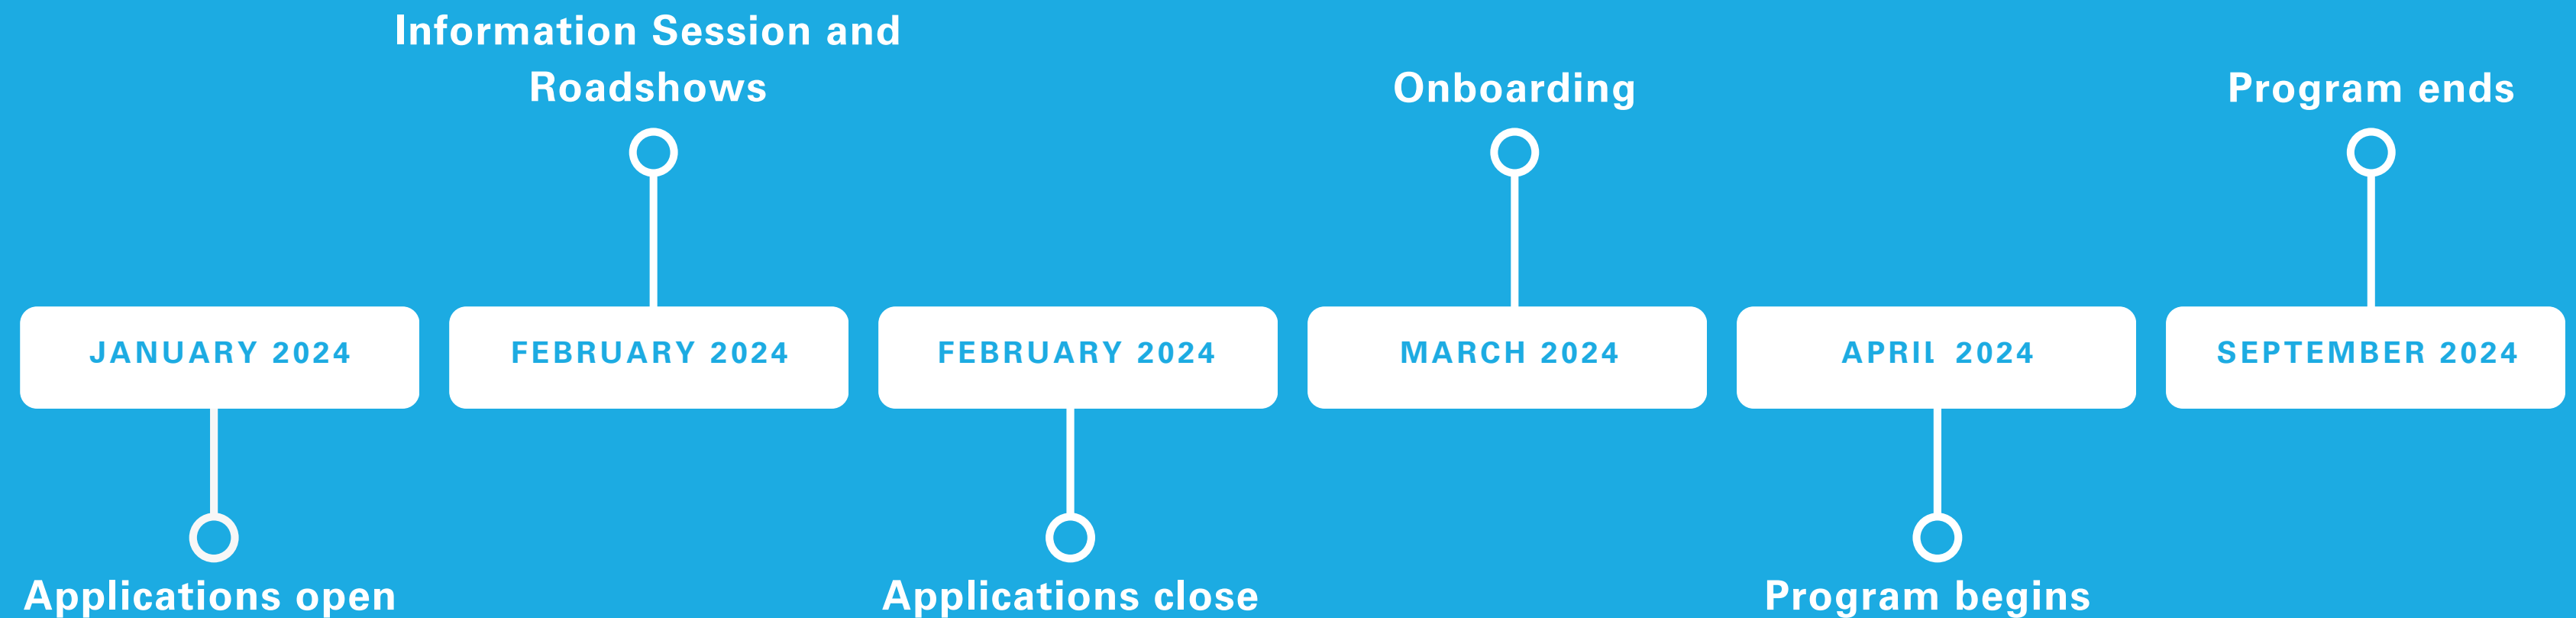 Information Session and
Roadshows
Onboarding
Program ends
JANUARY 2024
FEBRUARY 2024
FEBRUARY 2024
MARCH 2024
APRIL 2024
SEPTEMBER 2024
Applications open
Applications close
Program begins